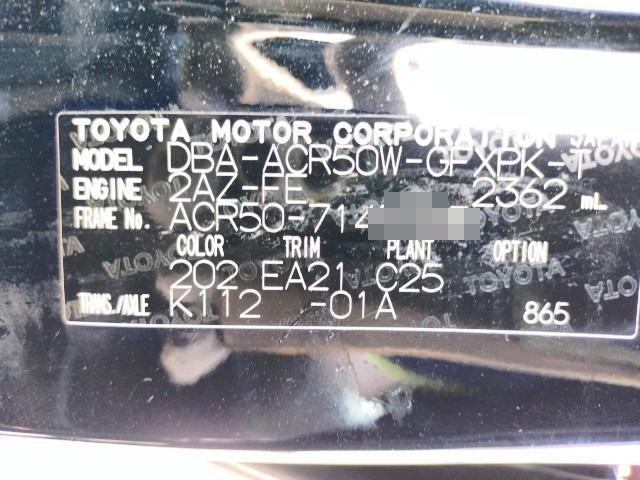 TOYOTA MOTOR CORPORATION JAPAN
MODEL DBA-ACR50W-GFXPK-T
ENGINE 2AZ-FE 2362 mL
FRAME No. ACR50-714
COLOR TRIM PLANT OPTION
202 EA21 C25
TRANS./AXLE K112 -01A 865